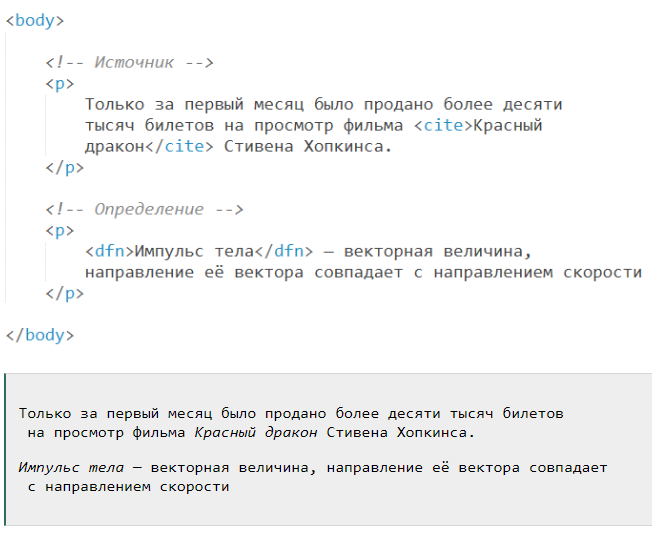 <body>
<!-- Источник -->
<p>
Только за первый месяц было продано более десяти
тысяч билетов на просмотр фильма <cite>Красный
дракон</cite> Стивена Хопкинса.
</p>
<!-- Определение -->
<p>
<dfn>Импульс тела</dfn> — векторная величина,
направление её вектора совпадает с направлением скорости
</p>
</body>
Только за первый месяц было продано более десяти тысяч билетов
на просмотр фильма Красный дракон Стивена Хопкинса.
Импульс тела — векторная величина, направление её вектора совпадает
с направлением скорости